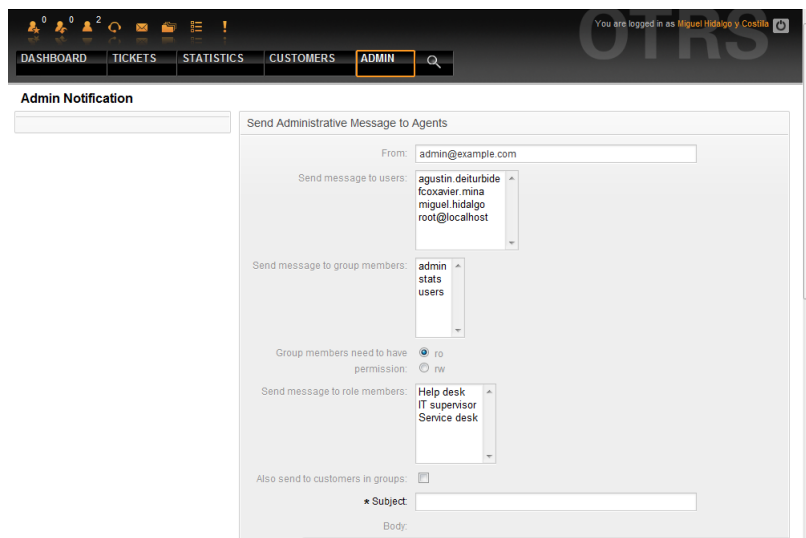 0 0 2
You are logged in as Miguel Hidalgo y Costilla
OTRS
DASHBOARD TICKETS STATISTICS CUSTOMERS ADMIN
Admin Notification
Send Administrative Message to Agents
From: admin@example.com
Send message to users: agustin.deiturbide
fcoxavier.mina
miguel.hidalgo
root@localhost
Send message to group members: admin
stats
users
Group members need to have ro
permission: rw
Send message to role members: Help desk
IT supervisor
Service desk
Also send to customers in groups:
* Subject:
Body: